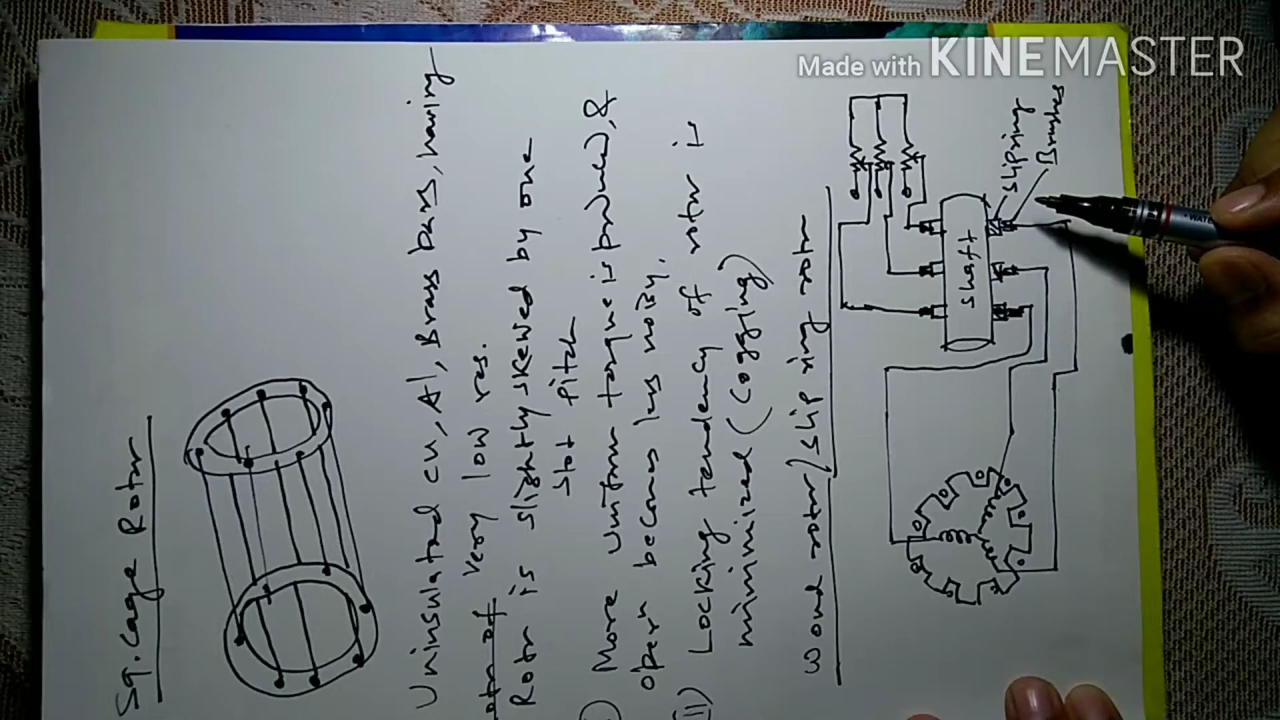 Made with KINEMASTER
Sq. Cage Rotor
Uninsulated cu, Al, Brass bars, having
very low res.
Rotor is slightly skewed by one
slot pitch
More uniform torque is produced, &
opern becomes less noisy.
ii) Locking tendency of rotor is
minimized (Cogging)
Wound rotor/slip ring rotor
shaft
slipring
Brushes